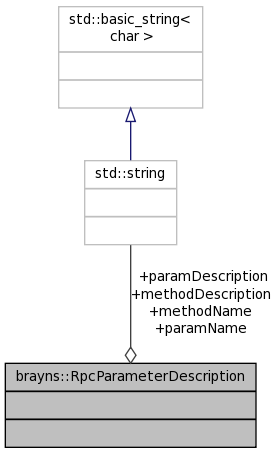 std::basic_string<
char >
std::string
+paramDescription
+methodDescription
+methodName
+paramName
brayns::RpcParameterDescription